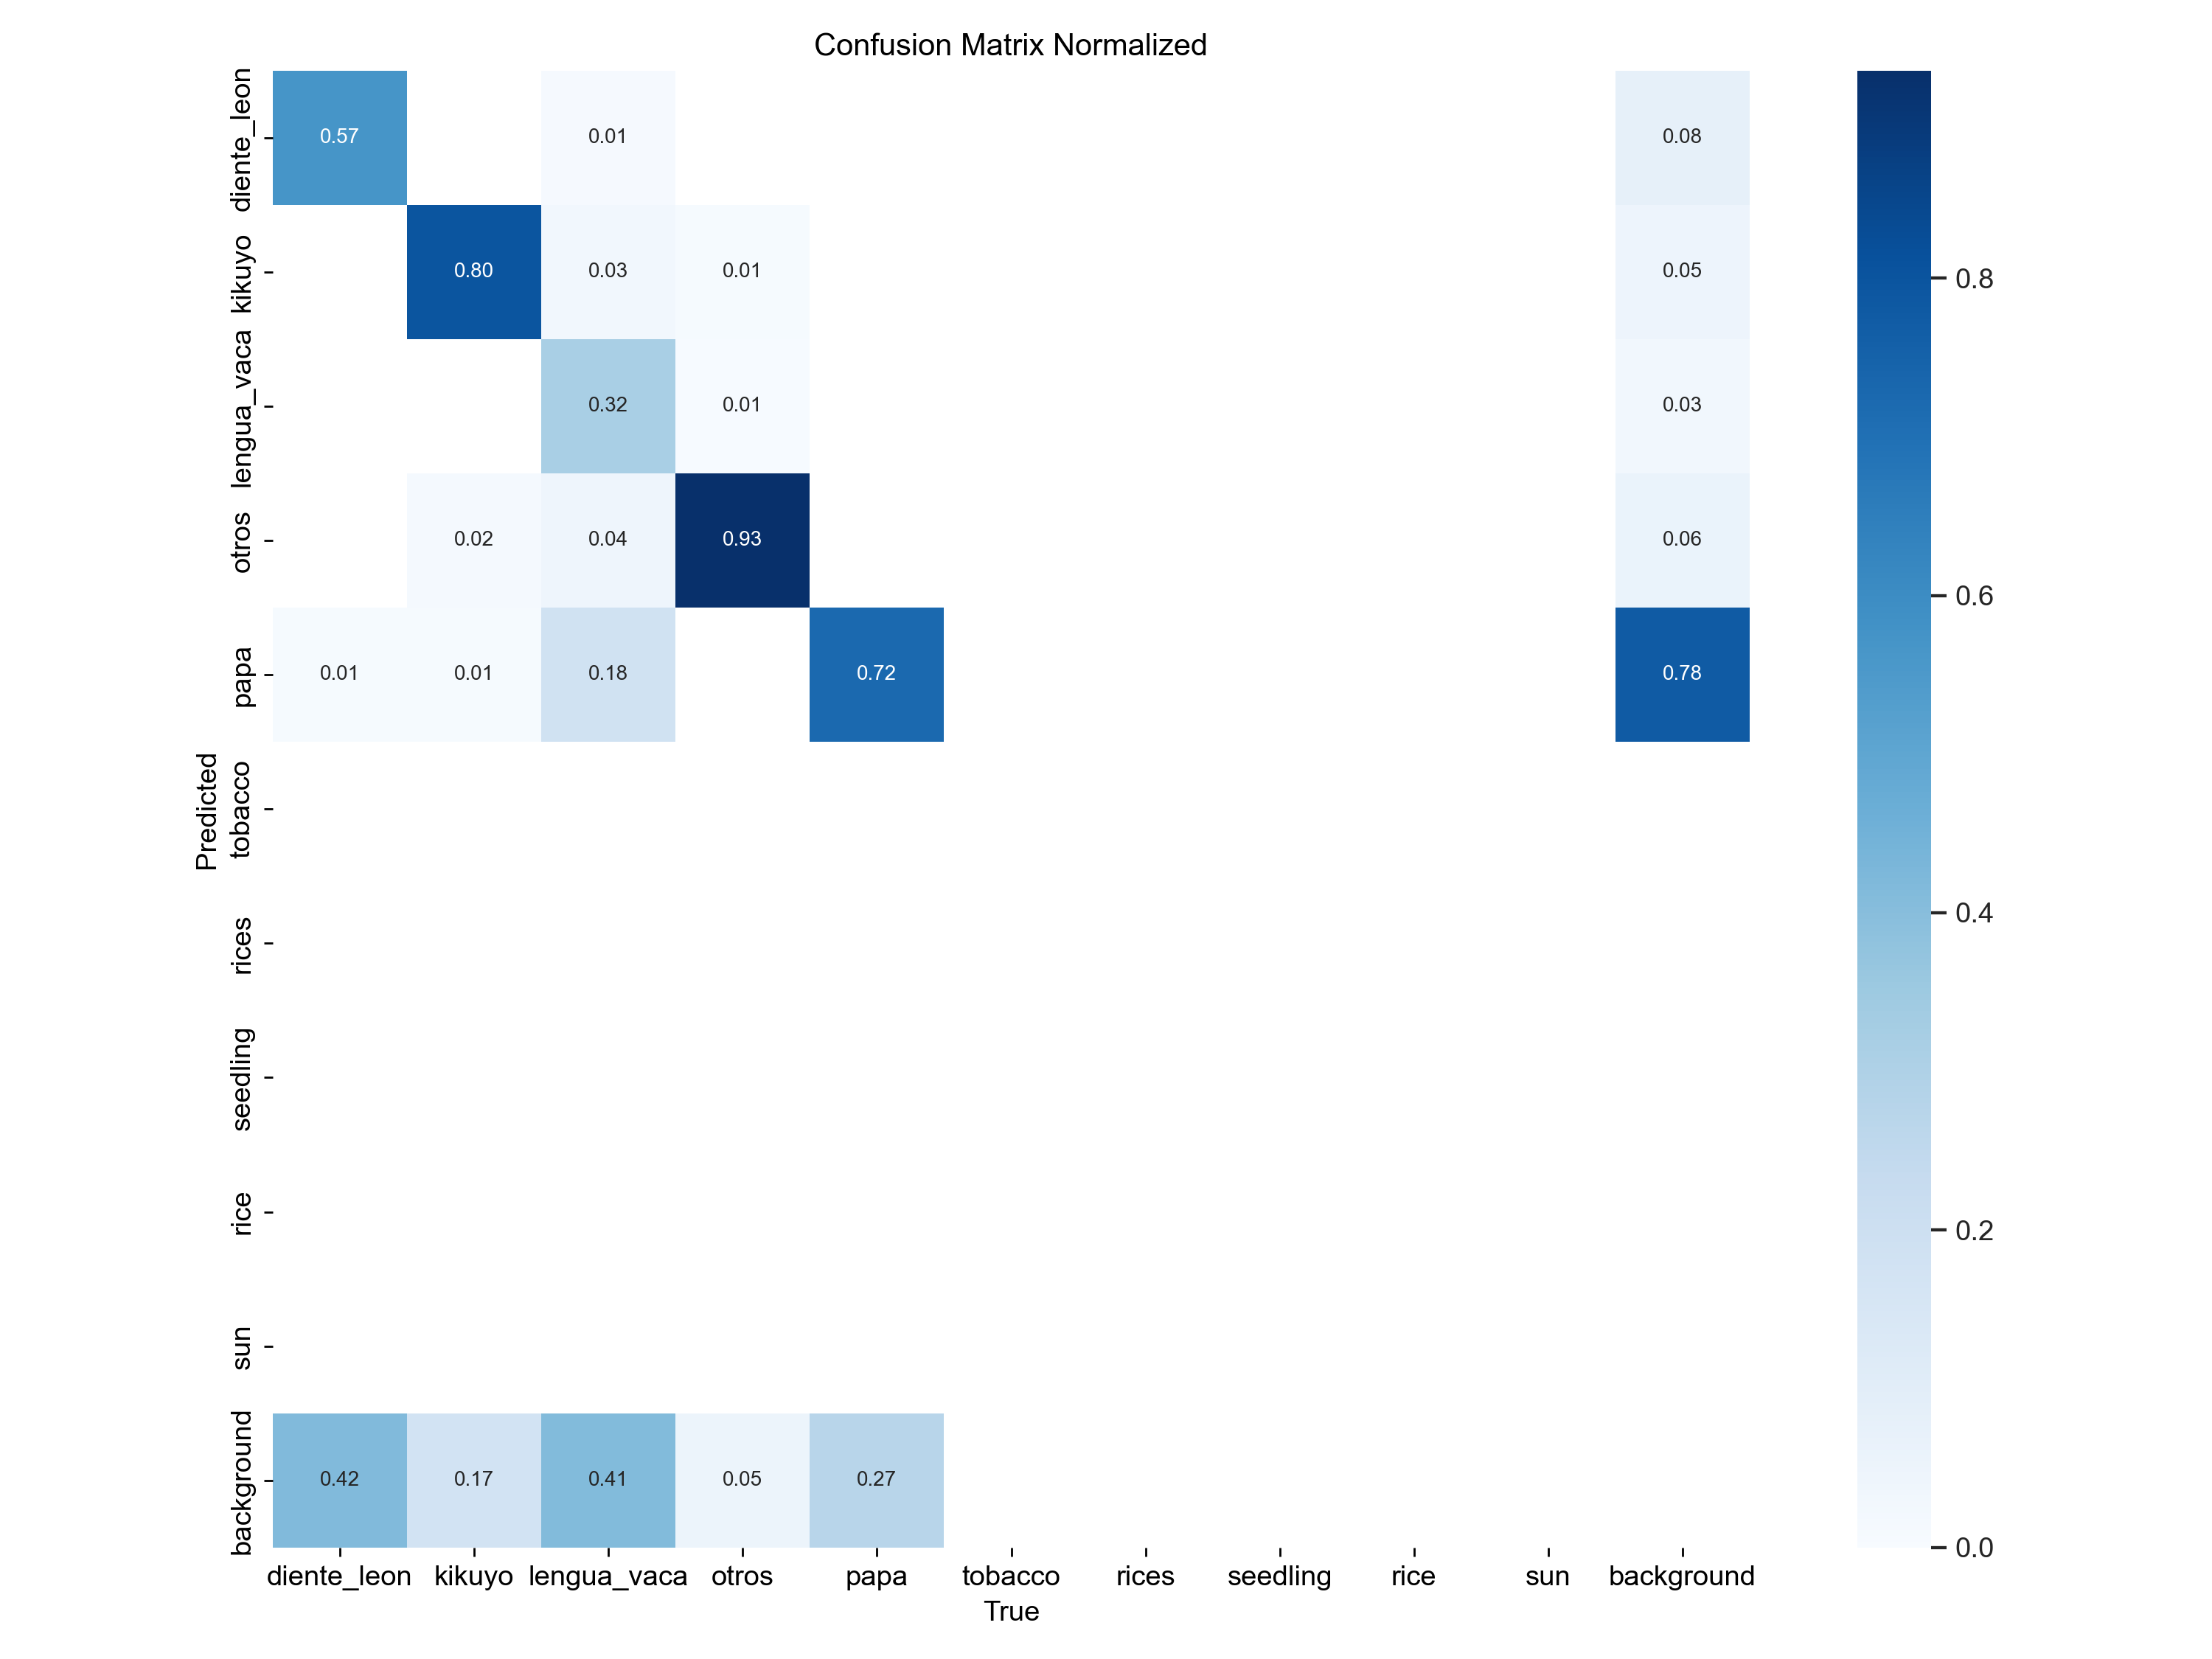 Confusion Matrix Normalized
diente_leon 0.57 0.01 0.08
kikuyo 0.80 0.03 0.01 0.05
lengua_vaca 0.32 0.01 0.03
otros 0.02 0.04 0.93 0.06
papa 0.01 0.01 0.18 0.72 0.78
Predicted
tobacco
rices
seedling
rice
sun
background 0.42 0.17 0.41 0.05 0.27
diente_leon kikuyo lengua_vaca otros papa tobacco rices seedling rice sun background
True
0.8
0.6
0.4
0.2
0.0